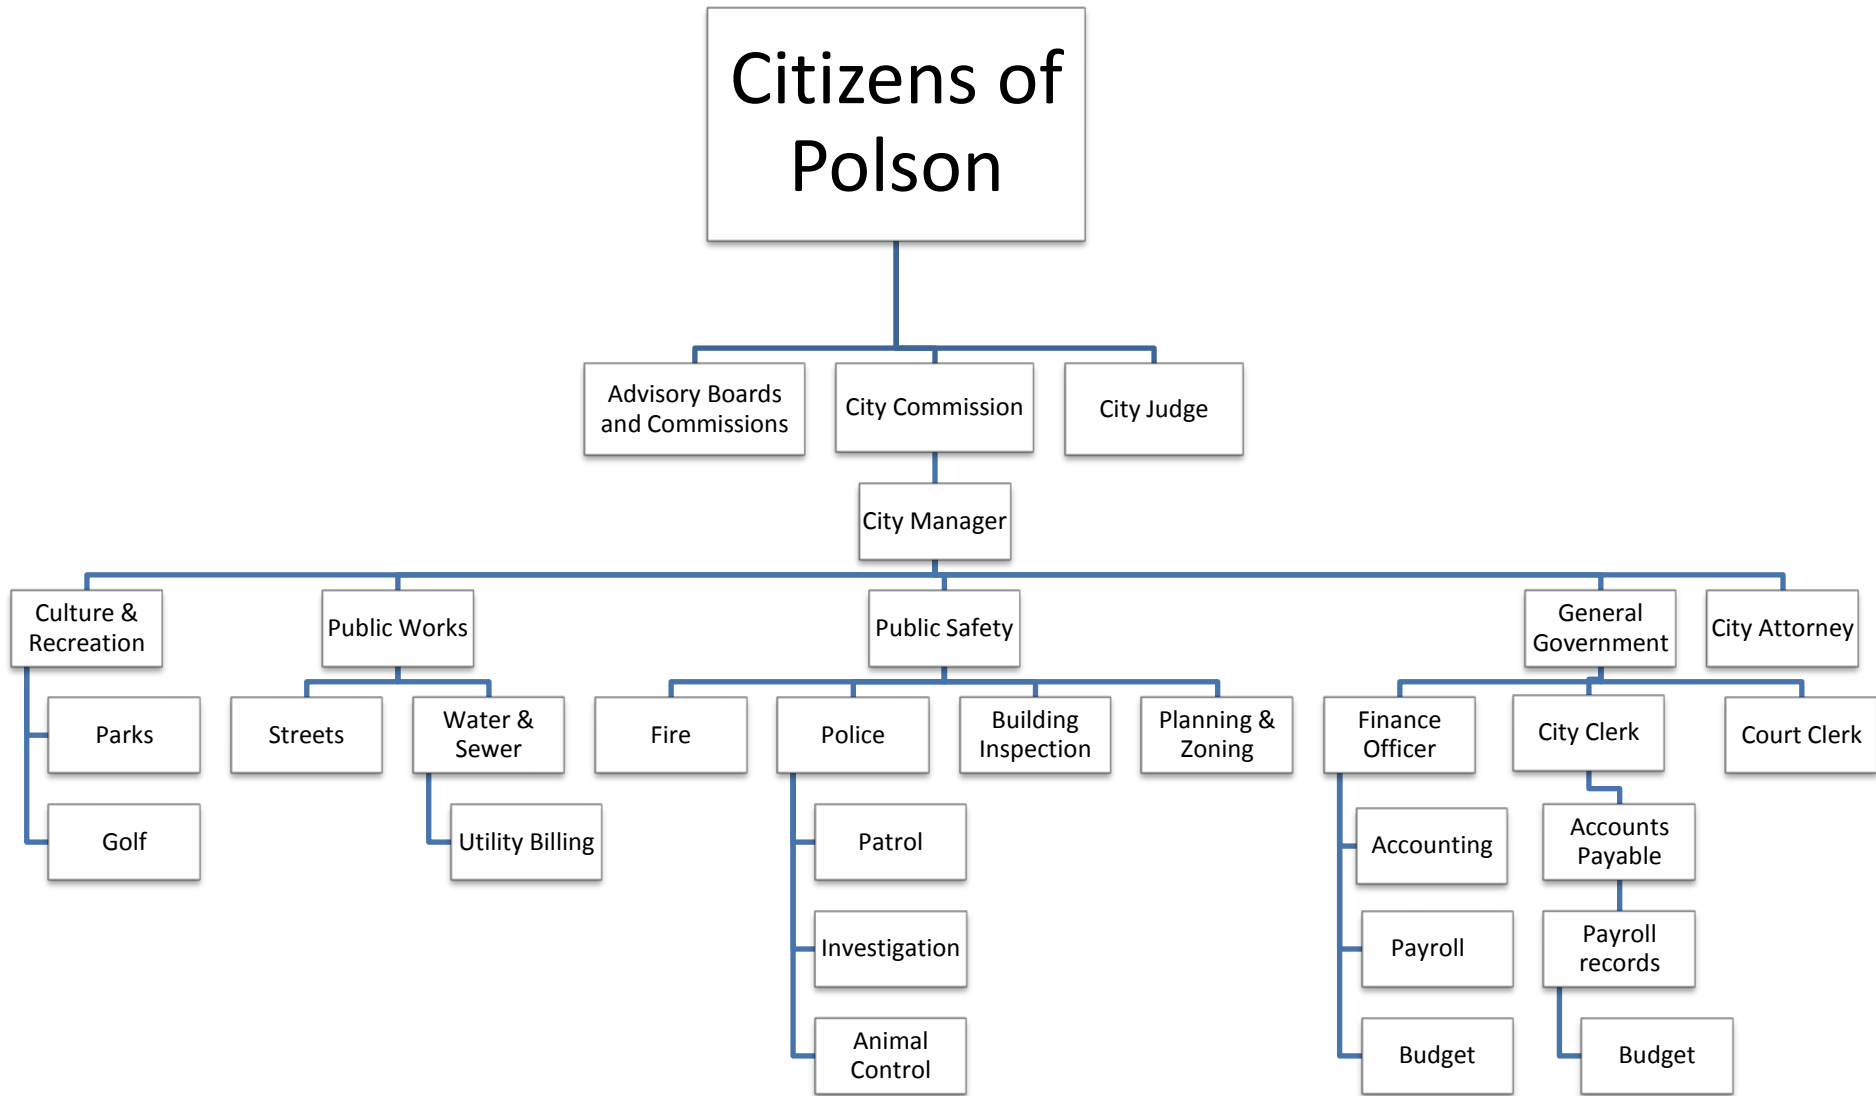 Citizens of
Polson
Advisory Boards
and Commissions
City Commission
City Judge
City Manager
Culture &
Recreation
Public Works
Public Safety
General
Government
City Attorney
Parks
Streets
Water &
Sewer
Fire
Police
Building
Inspection
Planning &
Zoning
Finance
Officer
City Clerk
Court Clerk
Golf
Utility Billing
Patrol
Accounting
Accounts
Payable
Investigation
Payroll
Payroll
records
Animal
Control
Budget
Budget